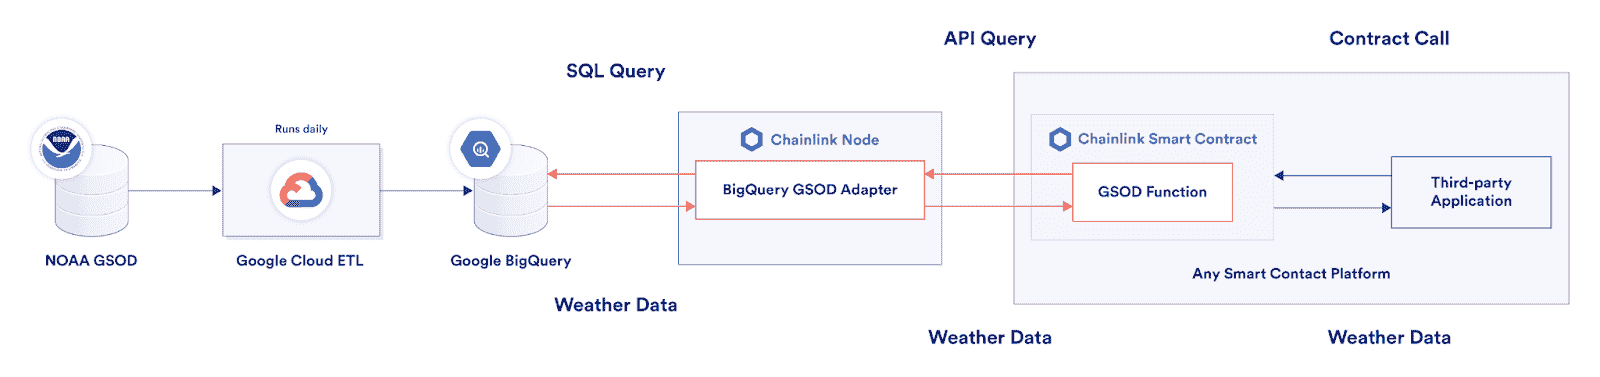 API Query
Contract Call
SQL Query
Runs daily
NOAA
Chainlink Node
Chainlink Smart Contract
BigQuery GSOD Adapter
GSOD Function
Third-party
Application
NOAA GSOD
Google Cloud ETL
Google BigQuery
Any Smart Contact Platform
Weather Data
Weather Data
Weather Data